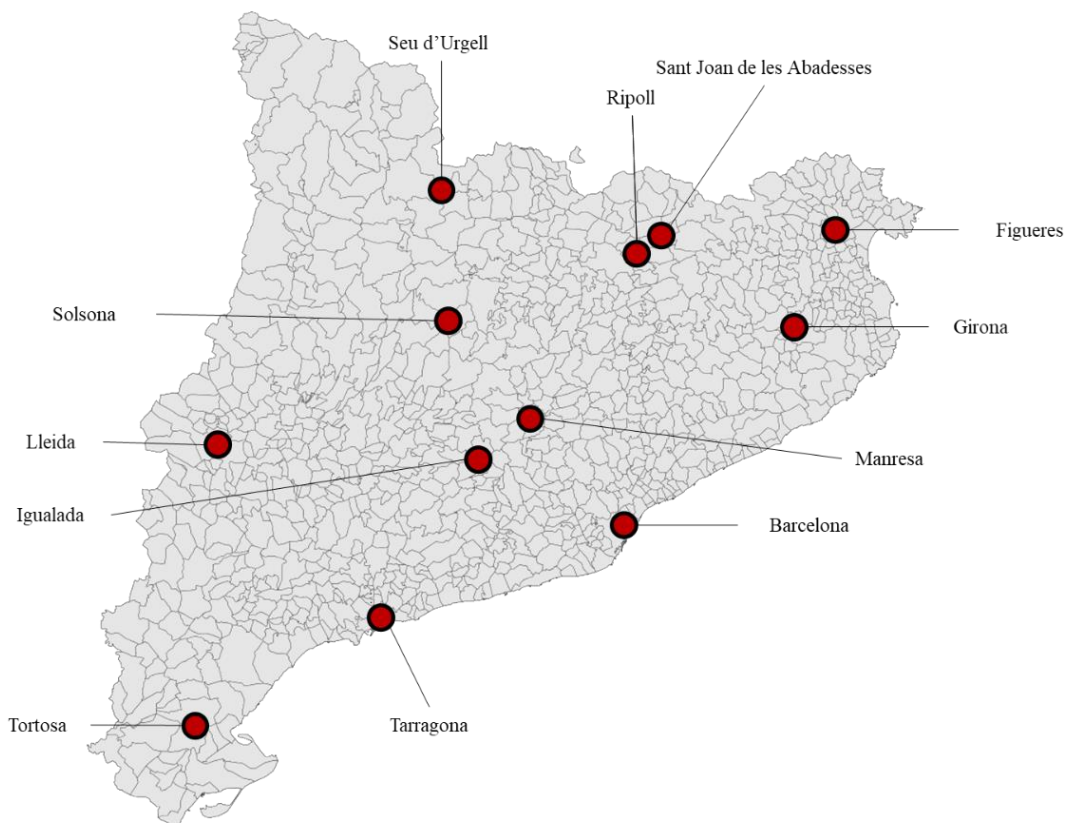 Seu d’Urgell
Sant Joan de les Abadesses
Ripoll
Figueres
Solsona
Girona
Lleida
Manresa
Igualada
Barcelona
Tortosa
Tarragona